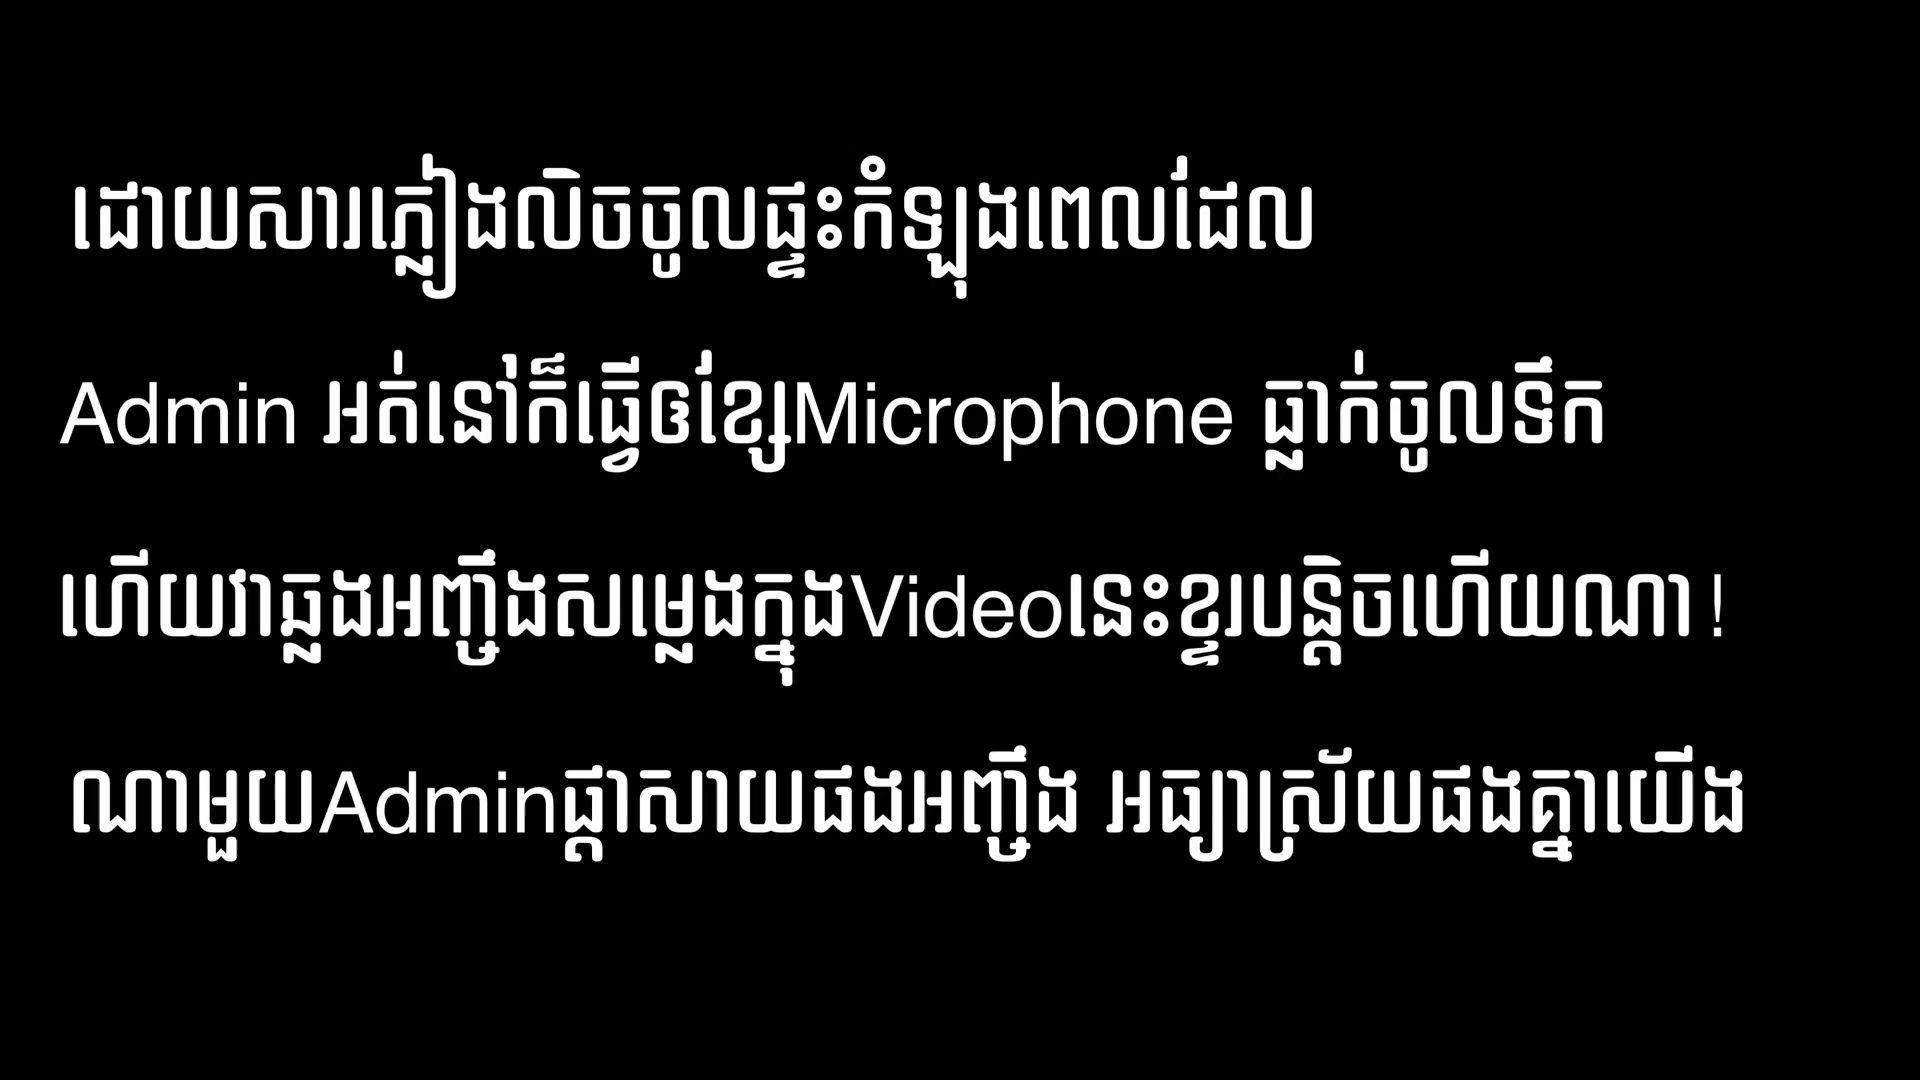 ដោយសារភ្លៀងលិចចូលផ្ទះកំឡុងពេលដែល
Admin អត់នៅក៏ធ្វើឲខ្សែMicrophone ធ្លាក់ចូលទឹក
ហើយវាឆ្លងអញ្ចឹងសម្លេងក្នុងVideoនេះខ្ទរបន្តិចហើយណា!
ណាមួយAdminផ្តាសាយផងអញ្ចឹង អធ្យាស្រ័យផងគ្នាយើង